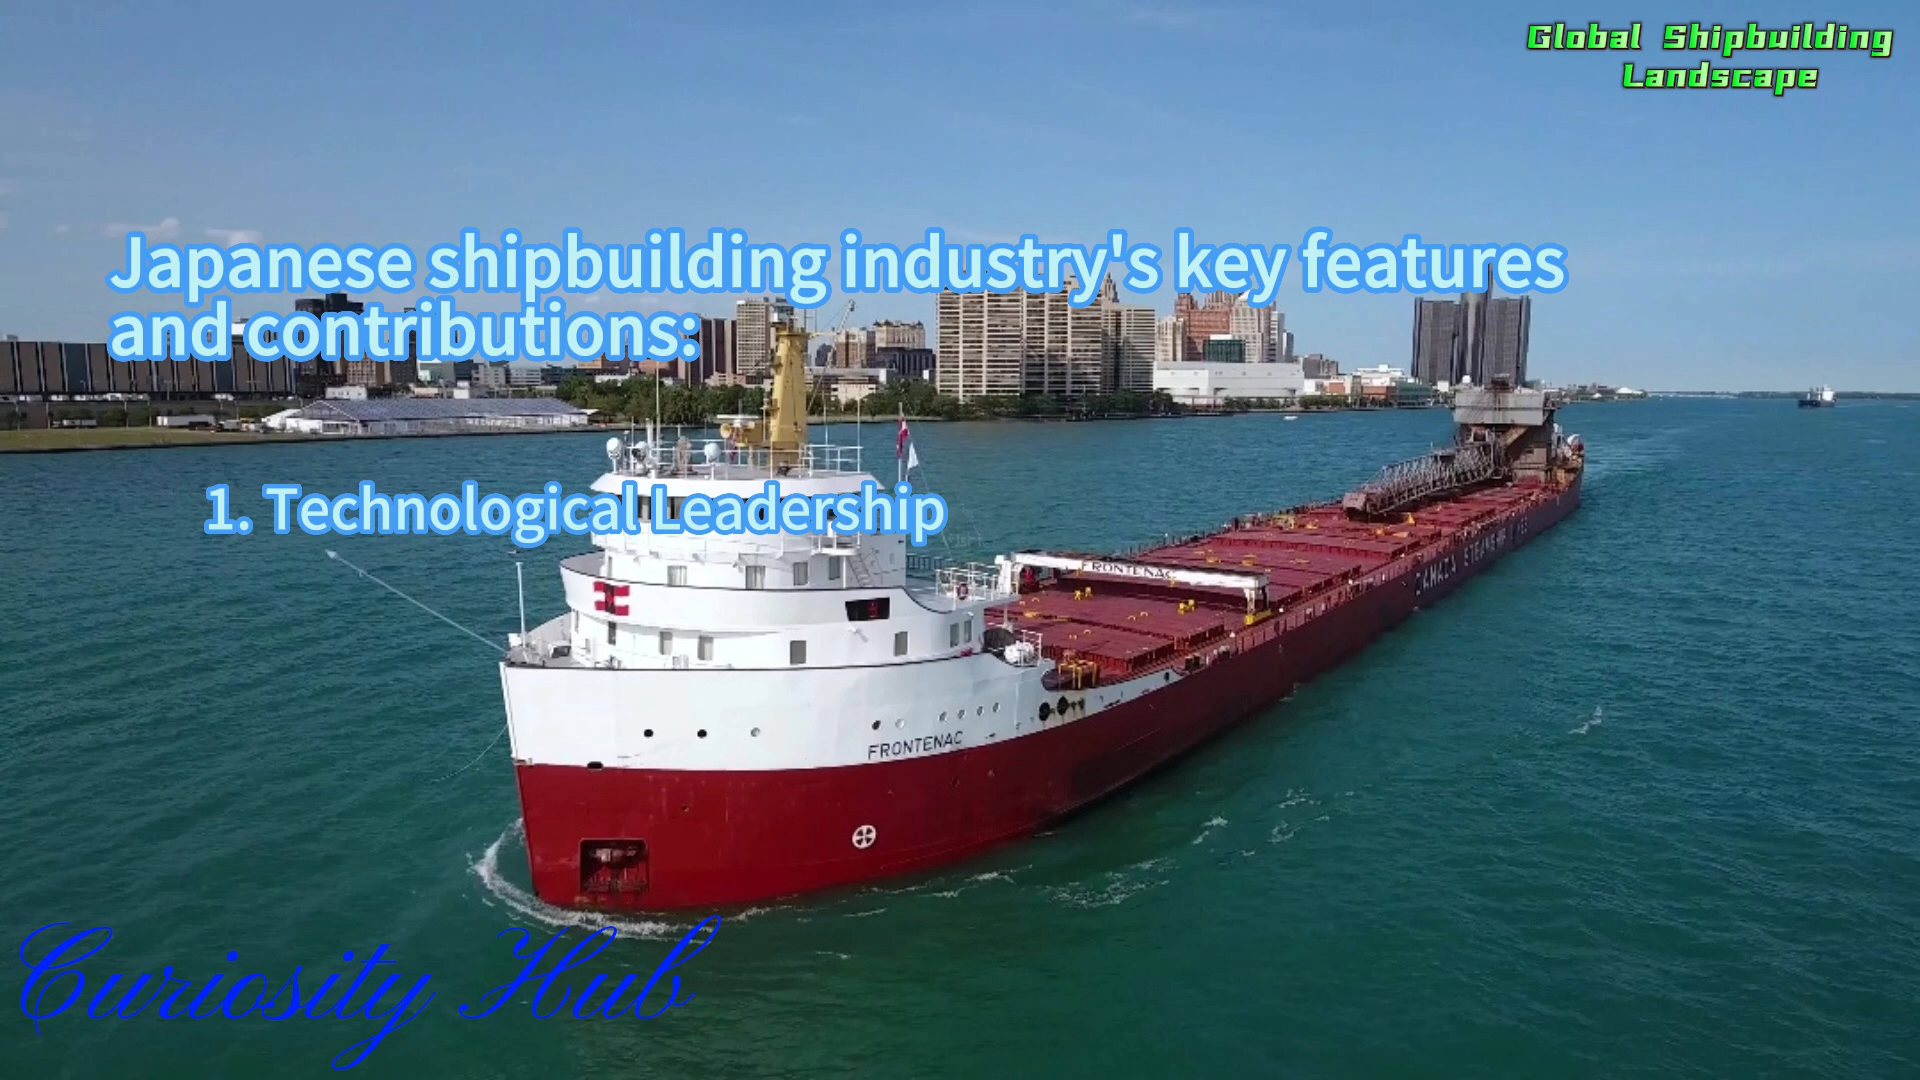 Global Shipbuilding
Landscape
Japanese shipbuilding industry's key features
and contributions:
1. Technological Leadership
FRONTENAC
FRONTENAC
Curiosity Hub